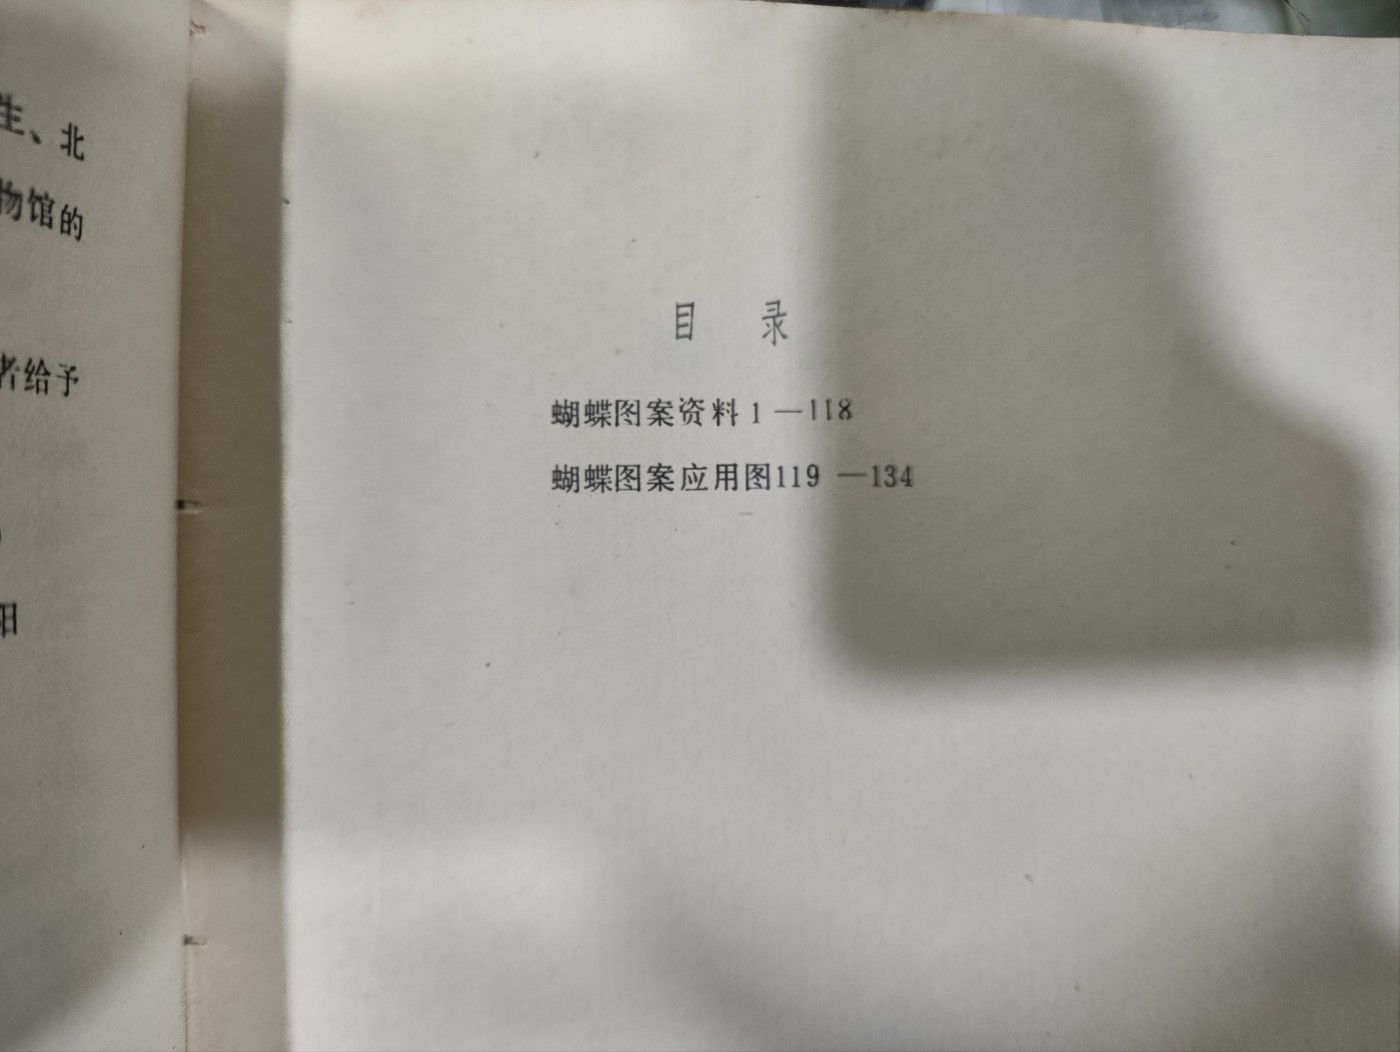 生、北
物馆的
者给予
阳
目 录
蝴蝶图案资料1—118
蝴蝶图案应用图119—134